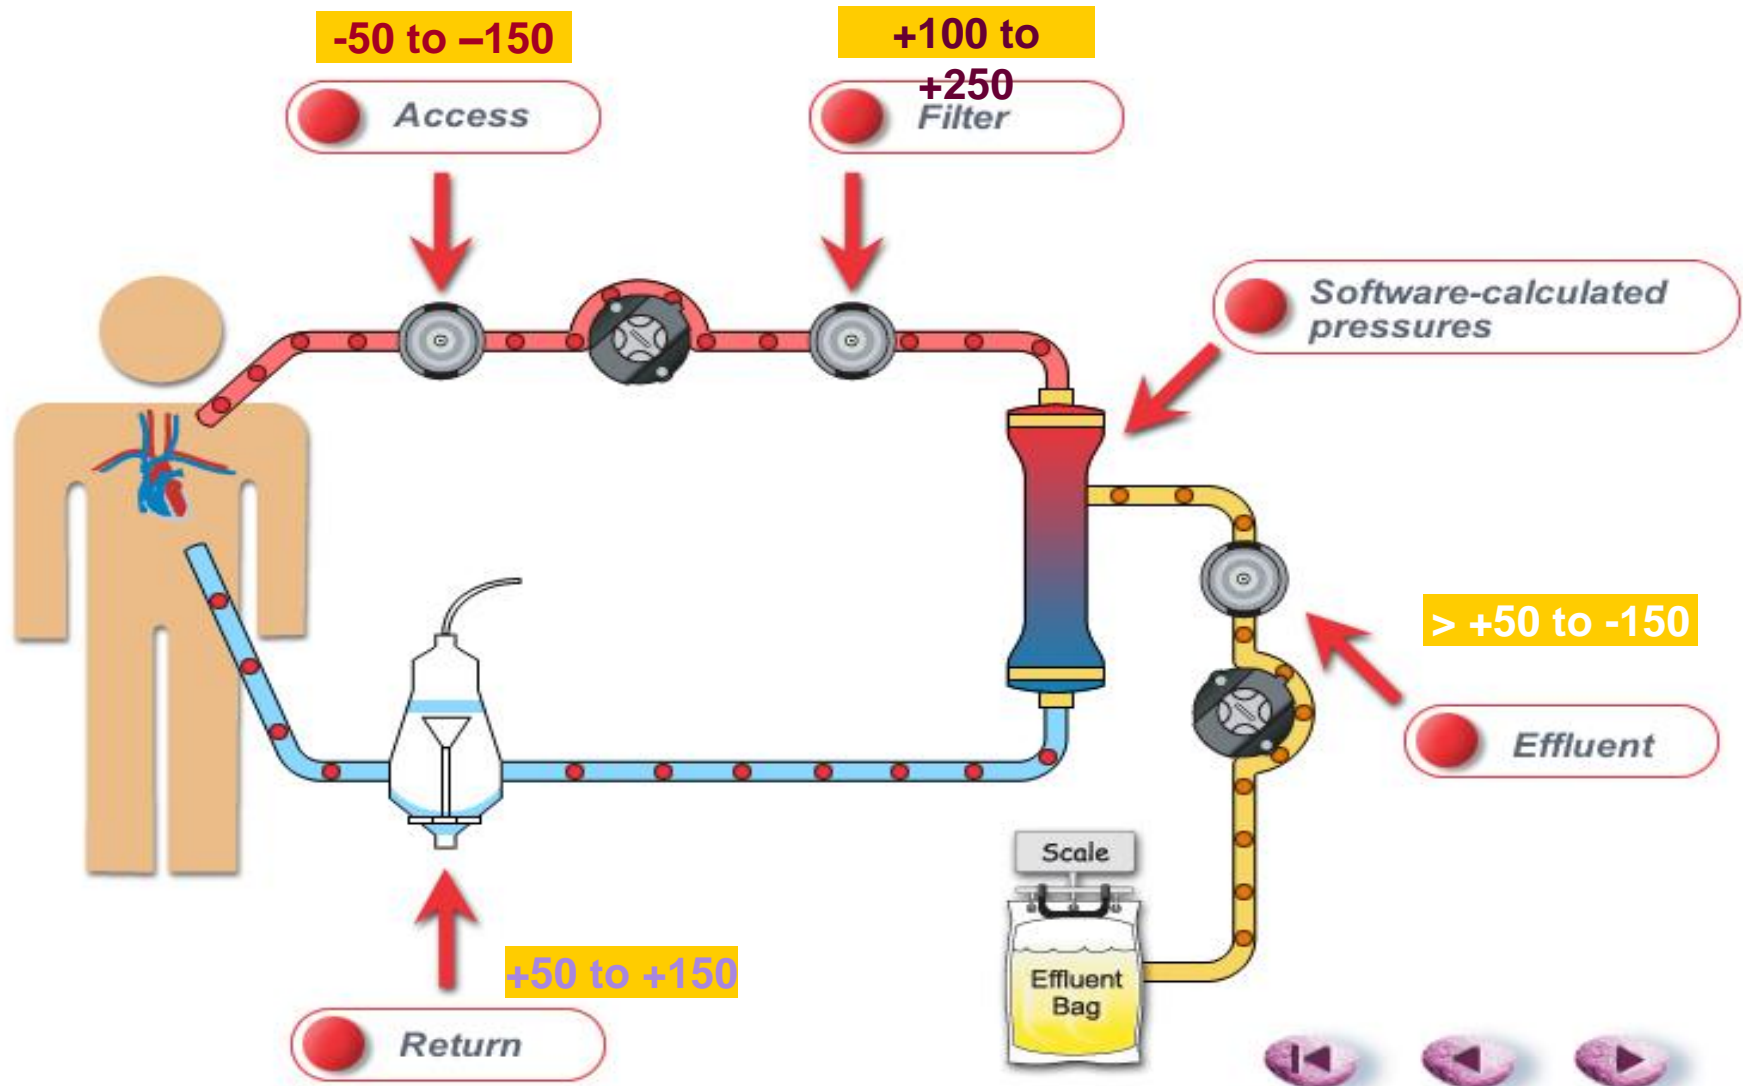 -50 to –150
+100 to
+250
Access
Filter
Software-calculated
pressures
> +50 to -150
Effluent
Scale
Effluent
Bag
+50 to +150
Return